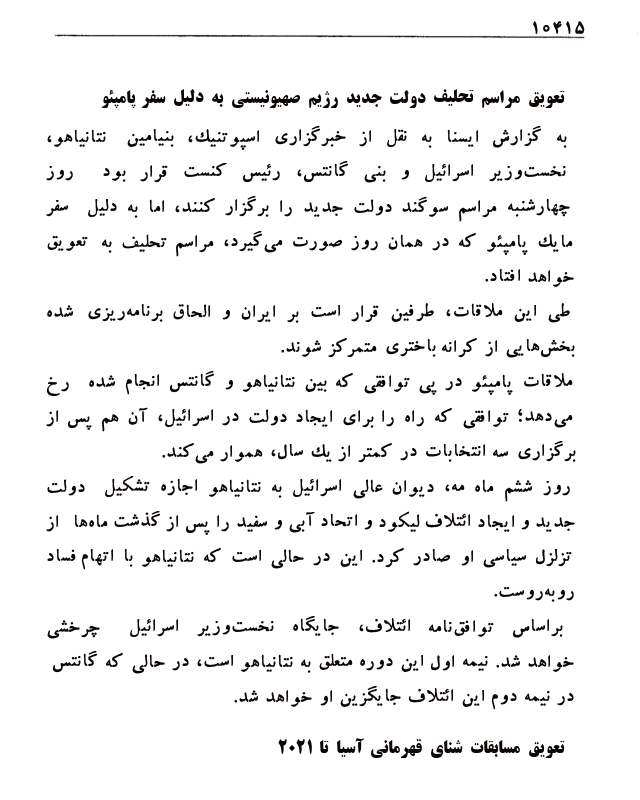 ۱۰۴۱۵
تعویق مراسم تحلیف دولت جدید رژیم صهیونیستی به دلیل سفر پامپئو
به گزارش ایسنا به نقل از خبرگزاری اسپوتنیك، بنیامین نتانیاهو،
نخست‌وزیر اسرائیل و بنی گانتس، رئیس کنست قرار بود روز
چهارشنبه مراسم سوگند دولت جدید را برگزار کنند، اما به دلیل سفر
مایك پامپئو که در همان روز صورت می‌گیرد، مراسم تحلیف به تعویق
خواهد افتاد.
طی این ملاقات، طرفین قرار است بر ایران و الحاق برنامه‌ریزی شده
بخش‌هایی از کرانه باختری متمرکز شوند.
ملاقات پامپئو در پی توافقی که بین نتانیاهو و گانتس انجام شده رخ
می‌دهد؛ توافقی که راه را برای ایجاد دولت در اسرائیل، آن هم پس از
برگزاری سه انتخابات در کمتر از یك سال، هموار می‌کند.
روز ششم ماه مه، دیوان عالی اسرائیل به نتانیاهو اجازه تشکیل دولت
جدید و ایجاد ائتلاف لیکود و اتحاد آبی و سفید را پس از گذشت ماه‌ها از
تزلزل سیاسی او صادر کرد. این در حالی است که نتانیاهو با اتهام فساد
روبه‌روست.
براساس توافق‌نامه ائتلاف، جایگاه نخست‌وزیر اسرائیل چرخشی
خواهد شد. نیمه اول این دوره متعلق به نتانیاهو است، در حالی که گانتس
در نیمه دوم این ائتلاف جایگزین او خواهد شد.
تعویق مسابقات شنای قهرمانی آسیا تا ۲۰۲۱